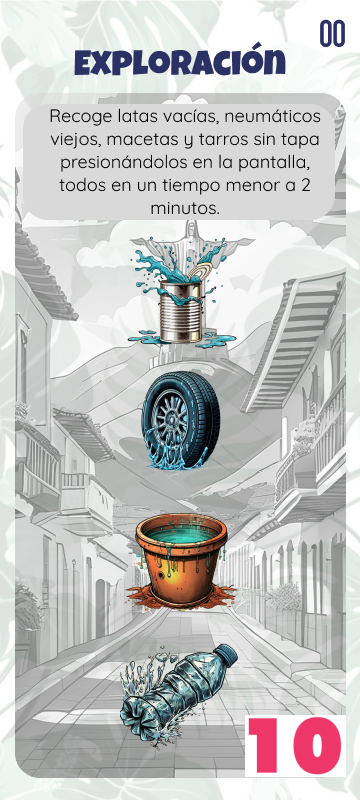 00
EXPLORACIÓN
Recoge latas vacías, neumáticos
viejos, macetas y tarros sin tapa
presionándolos en la pantalla,
todos en un tiempo menor a 2
minutos.
10